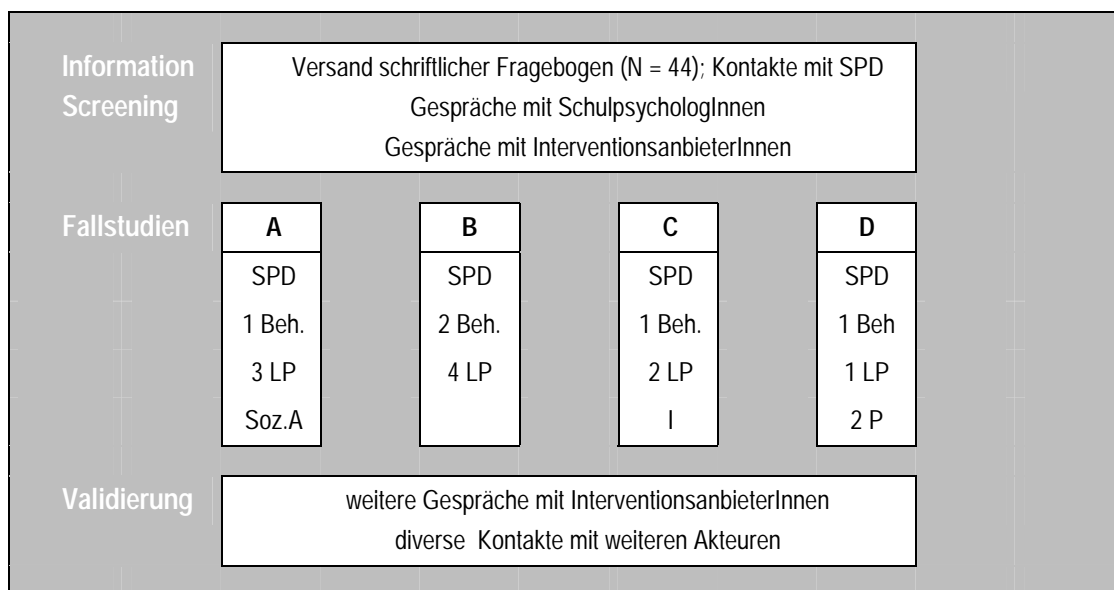 Information
Screening
Versand schriftlicher Fragebogen (N = 44); Kontakte mit SPD
Gespräche mit SchulpsychologInnen
Gespräche mit InterventionsanbieterInnen
Fallstudien
A
SPD
1 Beh.
3 LP
Soz.A
B
SPD
2 Beh.
4 LP
C
SPD
1 Beh.
2 LP
I
D
SPD
1 Beh
1 LP
2 P
Validierung
weitere Gespräche mit InterventionsanbieterInnen
diverse Kontakte mit weiteren Akteuren